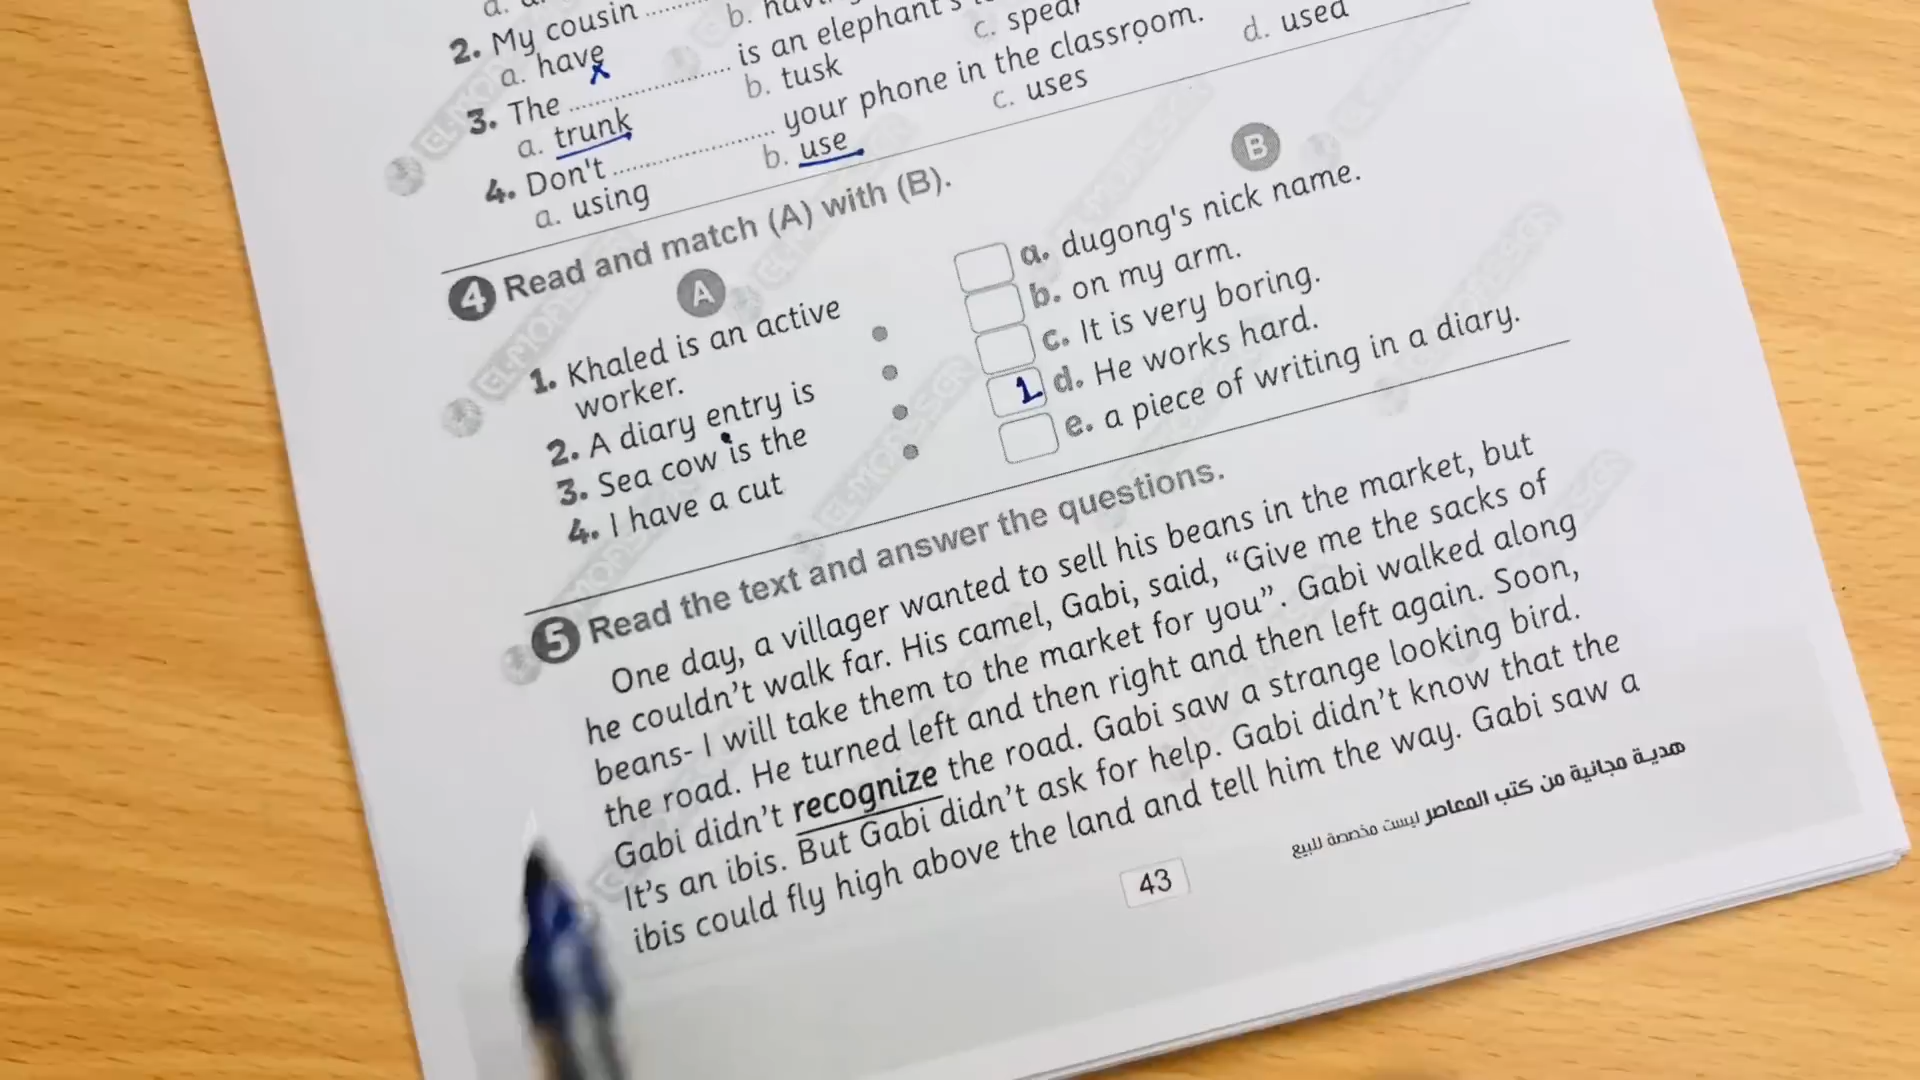 2. My cousin ..........
a. have
b.
3. The .................... is an elephant's
a. trunk
b. tusk
c. spear
4. Don't .................... your phone in the classroom.
a. using
b. use
c. uses
d. used
4 Read and match (A) with (B).
A
B
1. Khaled is an active
worker.
2. A diary entry is
3. Sea cow is the
4. I have a cut
a. dugong's nick name.
b. on my arm.
c. It is very boring.
1 d. He works hard.
e. a piece of writing in a diary.
5 Read the text and answer the questions.
One day, a villager wanted to sell his beans in the market, but
he couldn't walk far. His camel, Gabi, said, “Give me the sacks of
beans- I will take them to the market for you”. Gabi walked along
the road. He turned left and then right and then left again. Soon,
Gabi didn't recognize the road. Gabi saw a strange looking bird.
It's an ibis. But Gabi didn't ask for help. Gabi didn't know that the
ibis could fly high above the land and tell him the way. Gabi saw a
هدية مجانية من كتب المعاصر ليست مخصصة للبيع
43